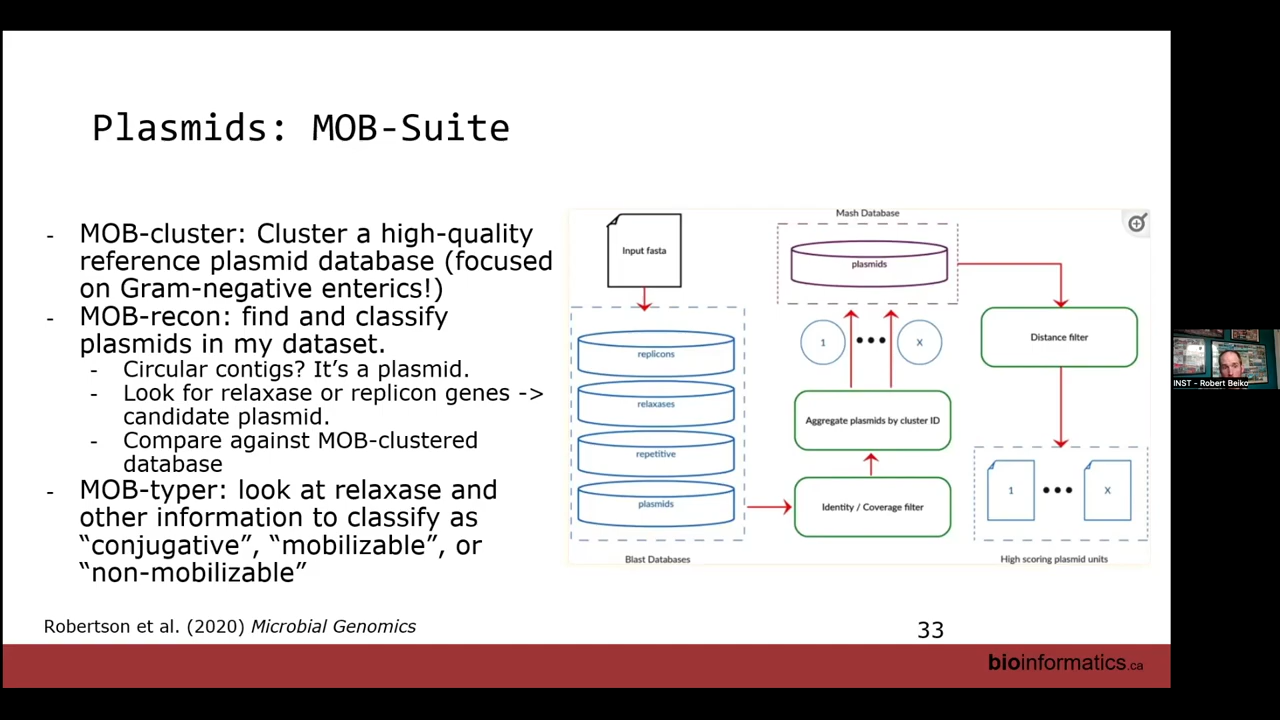 Plasmids: MOB-Suite
- MOB-cluster: Cluster a high-quality
reference plasmid database (focused
on Gram-negative enterics!)
- MOB-recon: find and classify
plasmids in my dataset.
- Circular contigs? It’s a plasmid.
- Look for relaxase or replicon genes ->
candidate plasmid.
- Compare against MOB-clustered
database
- MOB-typer: look at relaxase and
other information to classify as
“conjugative”, “mobilizable”, or
“non-mobilizable”
Input fasta
replicons
relaxases
repetitive
plasmids
Blast Databases
Mash Database
plasmids
1
X
Aggregate plasmids by cluster ID
Identity / Coverage filter
Distance filter
1
X
High scoring plasmid units
Robertson et al. (2020) Microbial Genomics
33
bioinformatics.ca
INST - Robert Beiko